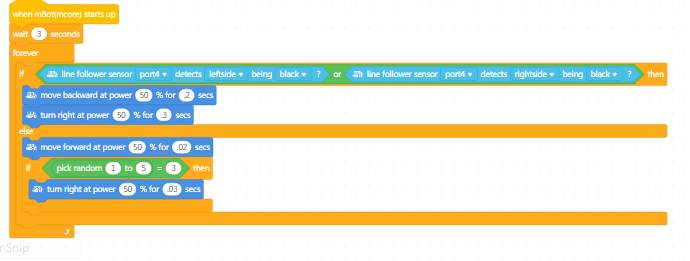 when mBot(mcore) starts up
wait 3 seconds
forever
if line follower sensor port4 detects leftside being black ? or line follower sensor port4 detects rightside being black ? then
move backward at power 50 % for .2 secs
turn right at power 50 % for .3 secs
else
move forward at power 50 % for .02 secs
if pick random 1 to 5 = 3 then
turn right at power 50 % for .03 secs
r Snip